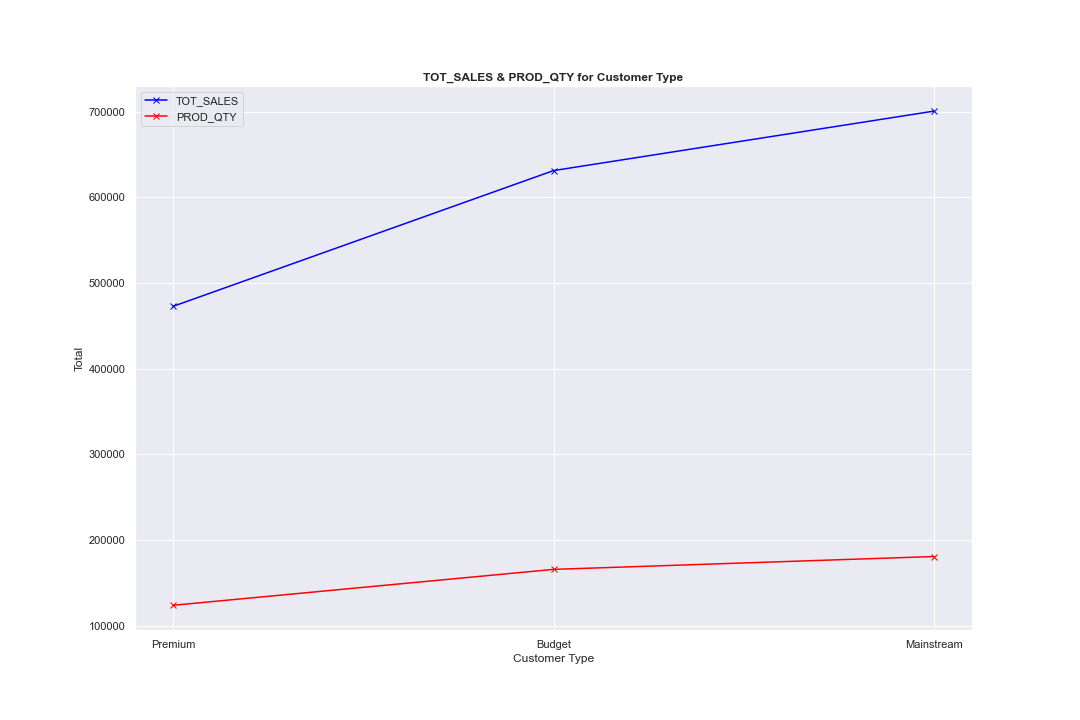 TOT_SALES & PROD_QTY for Customer Type
TOT_SALES
PROD_QTY
700000
600000
500000
400000
300000
200000
100000
Total
Premium
Budget
Mainstream
Customer Type